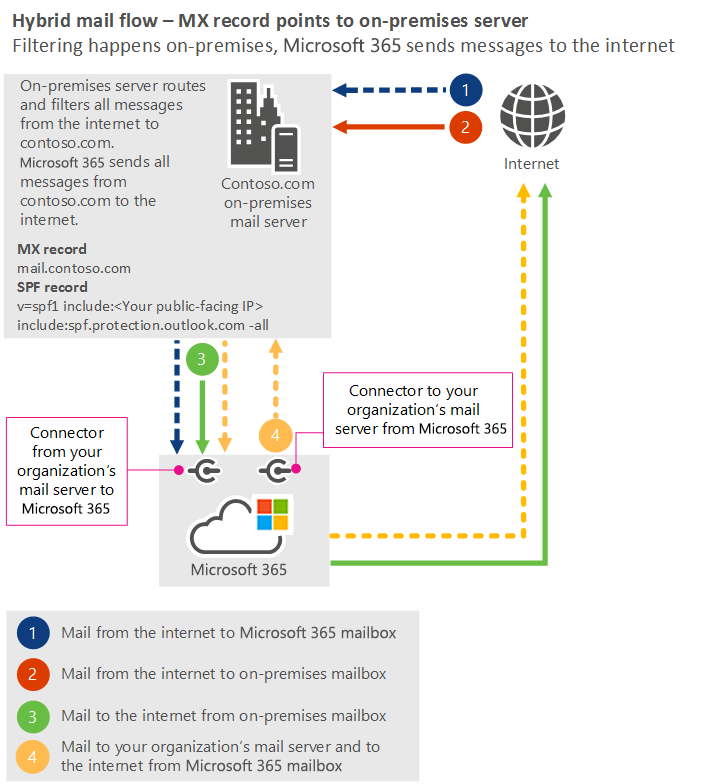 Hybrid mail flow – MX record points to on-premises server
Filtering happens on-premises, Microsoft 365 sends messages to the internet
On-premises server routes
and filters all messages
from the internet to
contoso.com.
Microsoft 365 sends all
messages from
contoso.com to the
internet.
MX record
mail.contoso.com
SPF record
v=spf1 include:<Your public-facing IP>
include:spf.protection.outlook.com -all
Contoso.com
on-premises
mail server
1
2
Internet
3
4
Connector to your
organization’s mail
server from Microsoft 365
Connector
from your
organization’s
mail server to
Microsoft 365
Microsoft 365
1 Mail from the internet to Microsoft 365 mailbox
2 Mail from the internet to on-premises mailbox
3 Mail to the internet from on-premises mailbox
4 Mail to your organization’s mail server and to
the internet from Microsoft 365 mailbox